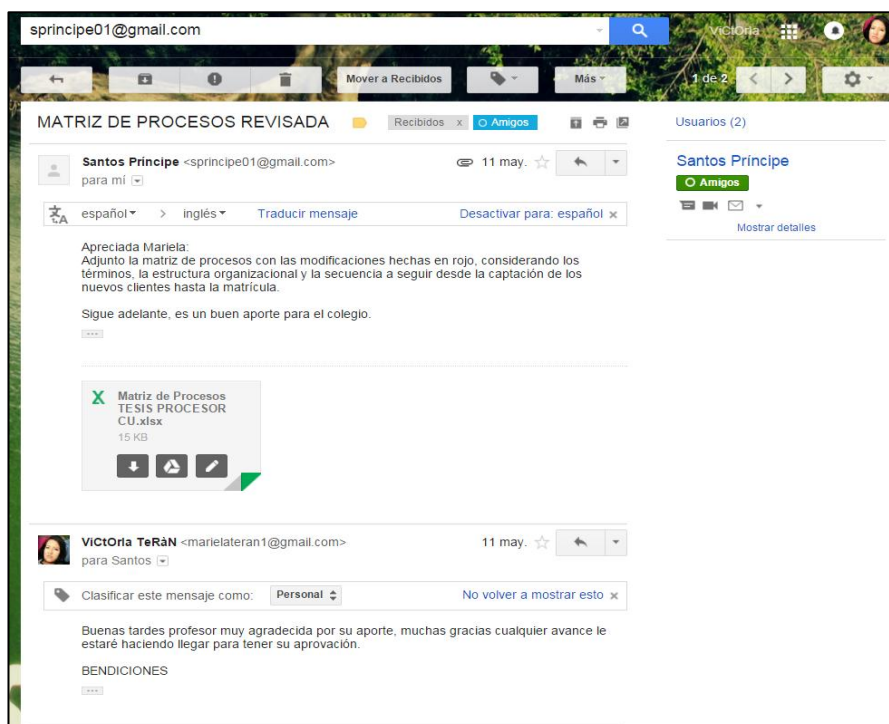 sprincipe01@gmail.com
ViCtOrIa
Mover a Recibidos
Más
1 de 2
MATRIZ DE PROCESOS REVISADA
Recibidos x
Amigos
Usuarios (2)
Santos Príncipe <sprincipe01@gmail.com>
11 may.
para mí
Santos Príncipe
Amigos
Mostrar detalles
español > inglés Traducir mensaje Desactivar para: español x
Apreciada Mariela:
Adjunto la matriz de procesos con las modificaciones hechas en rojo, considerando los
términos, la estructura organizacional y la secuencia a seguir desde la captación de los
nuevos clientes hasta la matrícula.
Sigue adelante, es un buen aporte para el colegio.
Matriz de Procesos
TESIS PROCESOR
CU.xlsx
15 KB
ViCtOrIa TeRàN <marielateran1@gmail.com>
11 may.
para Santos
Clasificar este mensaje como: Personal No volver a mostrar esto x
Buenas tardes profesor muy agradecida por su aporte, muchas gracias cualquier avance le
estaré haciendo llegar para tener su aprovación.
BENDICIONES